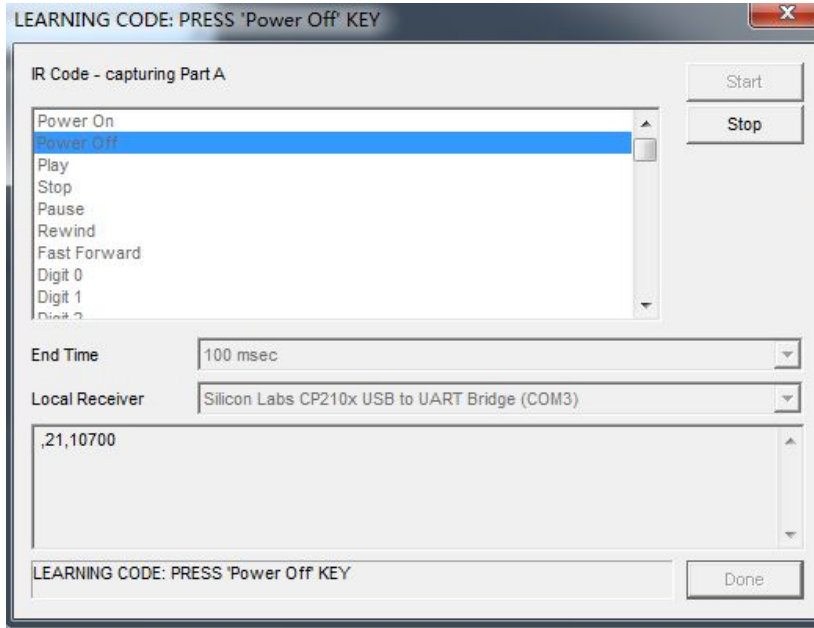 LEARNING CODE: PRESS 'Power Off' KEY
IR Code - capturing Part A
Start
Stop
Power On
Power Off
Play
Stop
Pause
Rewind
Fast Forward
Digit 0
Digit 1
Digit 2
End Time
100 msec
Local Receiver
Silicon Labs CP210x USB to UART Bridge (COM3)
,21,10700
LEARNING CODE: PRESS 'Power Off' KEY
Done